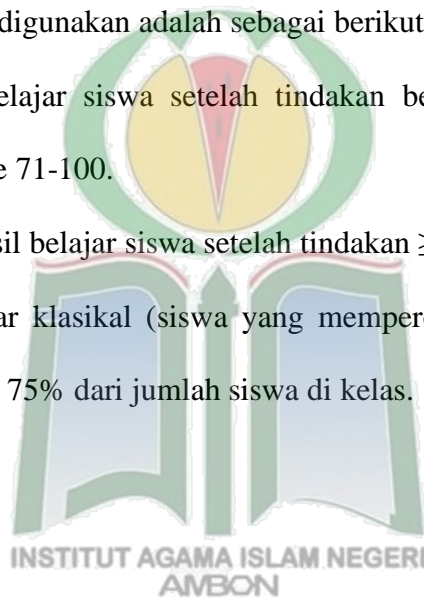 digunakan adalah sebagai berikut
elajar siswa setelah tindakan be
e 71-100.
sil belajar siswa setelah tindakan ≥
ar klasikal (siswa yang memper
75% dari jumlah siswa di kelas.
INSTITUT AGAMA ISLAM NEGERI
AMBON